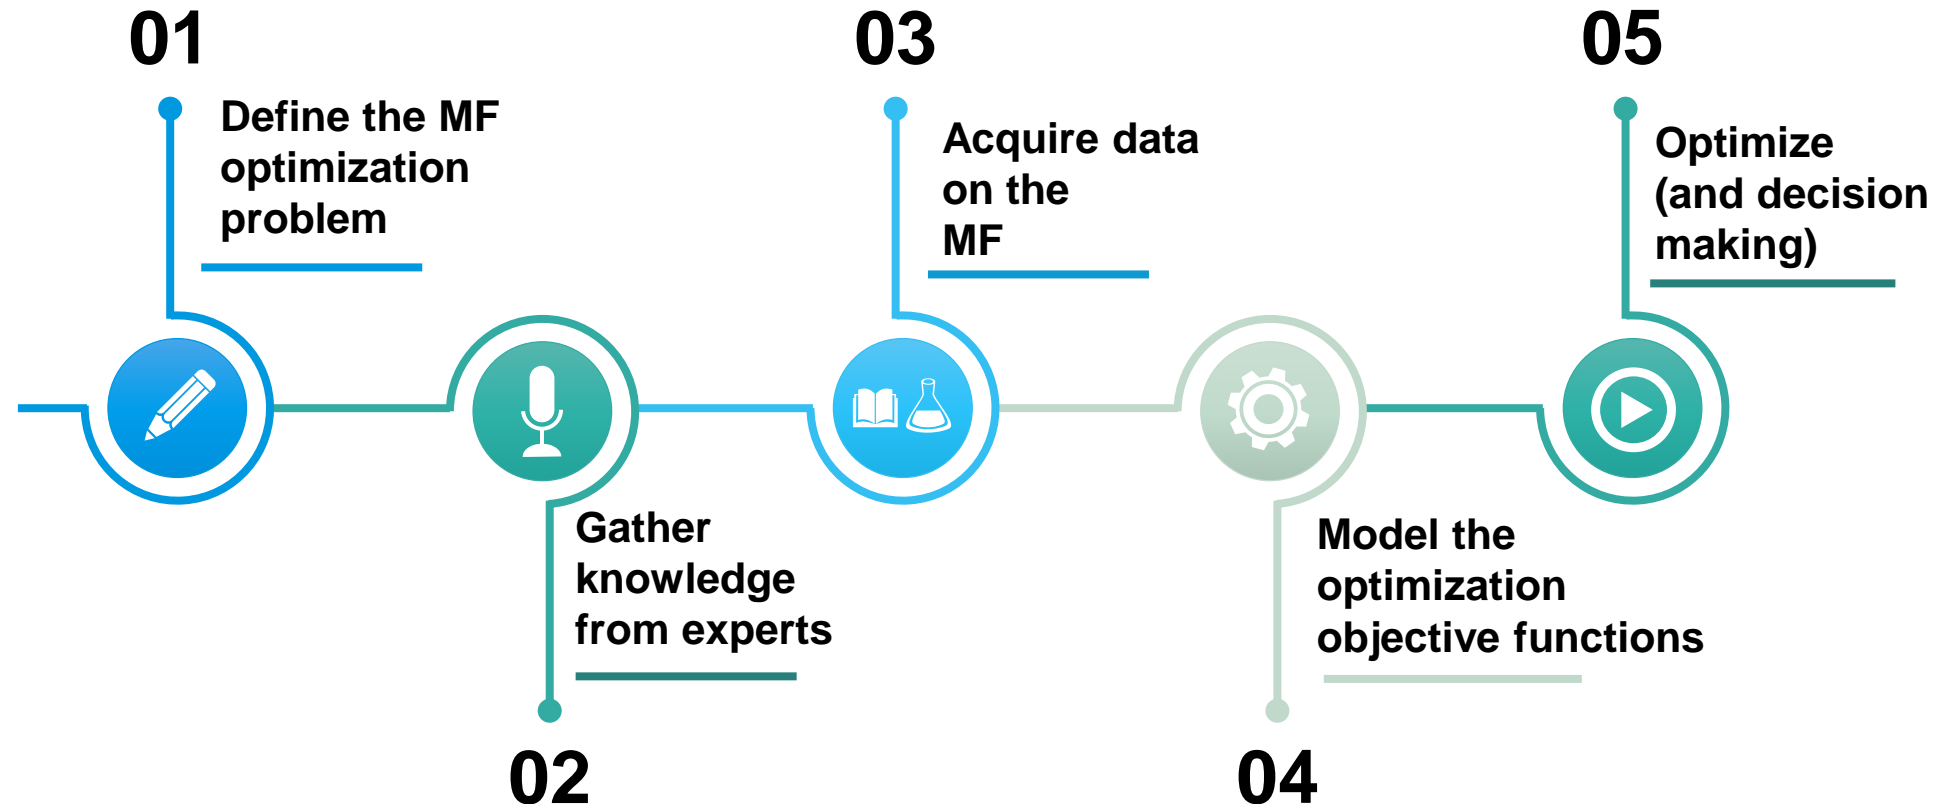 01
Define the MF
optimization
problem
02
Gather
knowledge
from experts
03
Acquire data
on the
MF
04
Model the
optimization
objective functions
05
Optimize
(and decision
making)